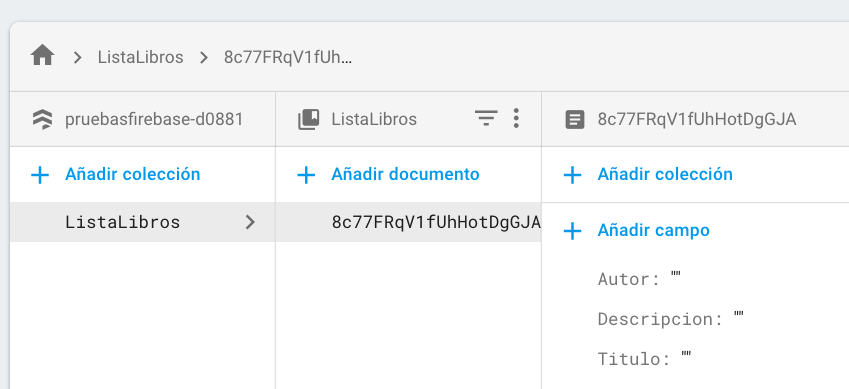 ListaLibros > 8c77FRqV1fUh...
pruebasfirebase-d0881
ListaLibros
8c77FRqV1fUhHotDgGJA
+ Añadir colección
+ Añadir documento
+ Añadir colección
ListaLibros
8c77FRqV1fUhHotDgGJA
+ Añadir campo
Autor: ""
Descripcion: ""
Titulo: ""